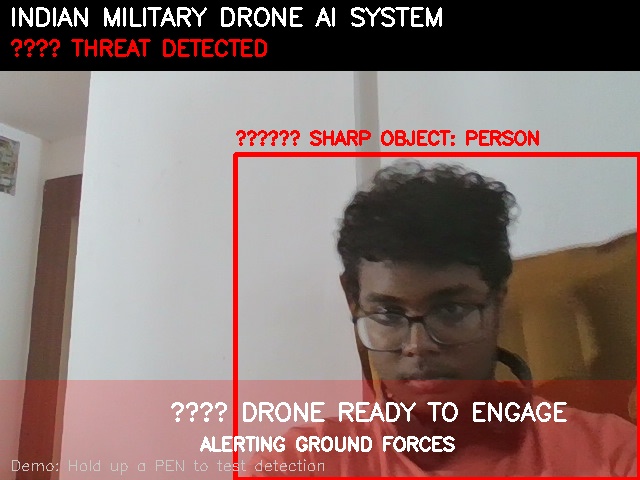 INDIAN MILITARY DRONE AI SYSTEM
???? THREAT DETECTED
?????? SHARP OBJECT: PERSON
???? DRONE READY TO ENGAGE
ALERTING GROUND FORCES
Demo: Hold up a PEN to test detection